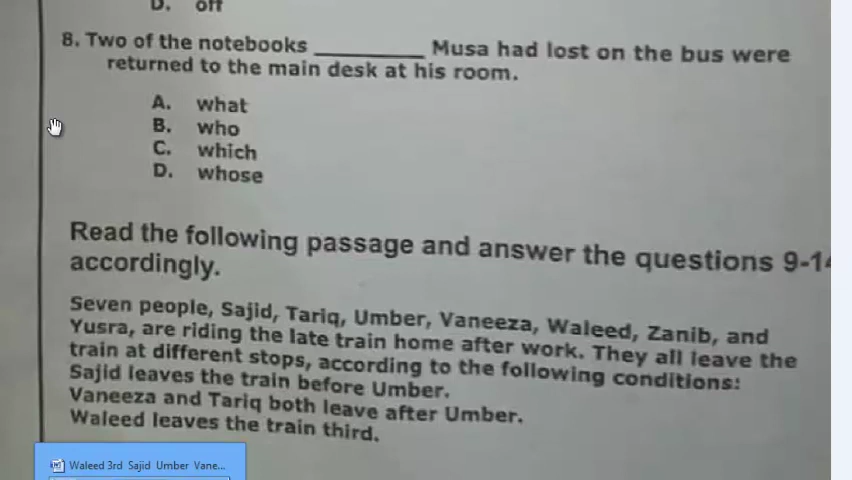 D. off
8. Two of the notebooks ________ Musa had lost on the bus were
returned to the main desk at his room.
A. what
B. who
C. which
D. whose
Read the following passage and answer the questions 9-14
accordingly.
Seven people, Sajid, Tariq, Umber, Vaneeza, Waleed, Zanib, and
Yusra, are riding the late train home after work. They all leave the
train at different stops, according to the following conditions:
Sajid leaves the train before Umber.
Vaneeza and Tariq both leave after Umber.
Waleed leaves the train third.
Waleed 3rd Sajid Umber Vane...